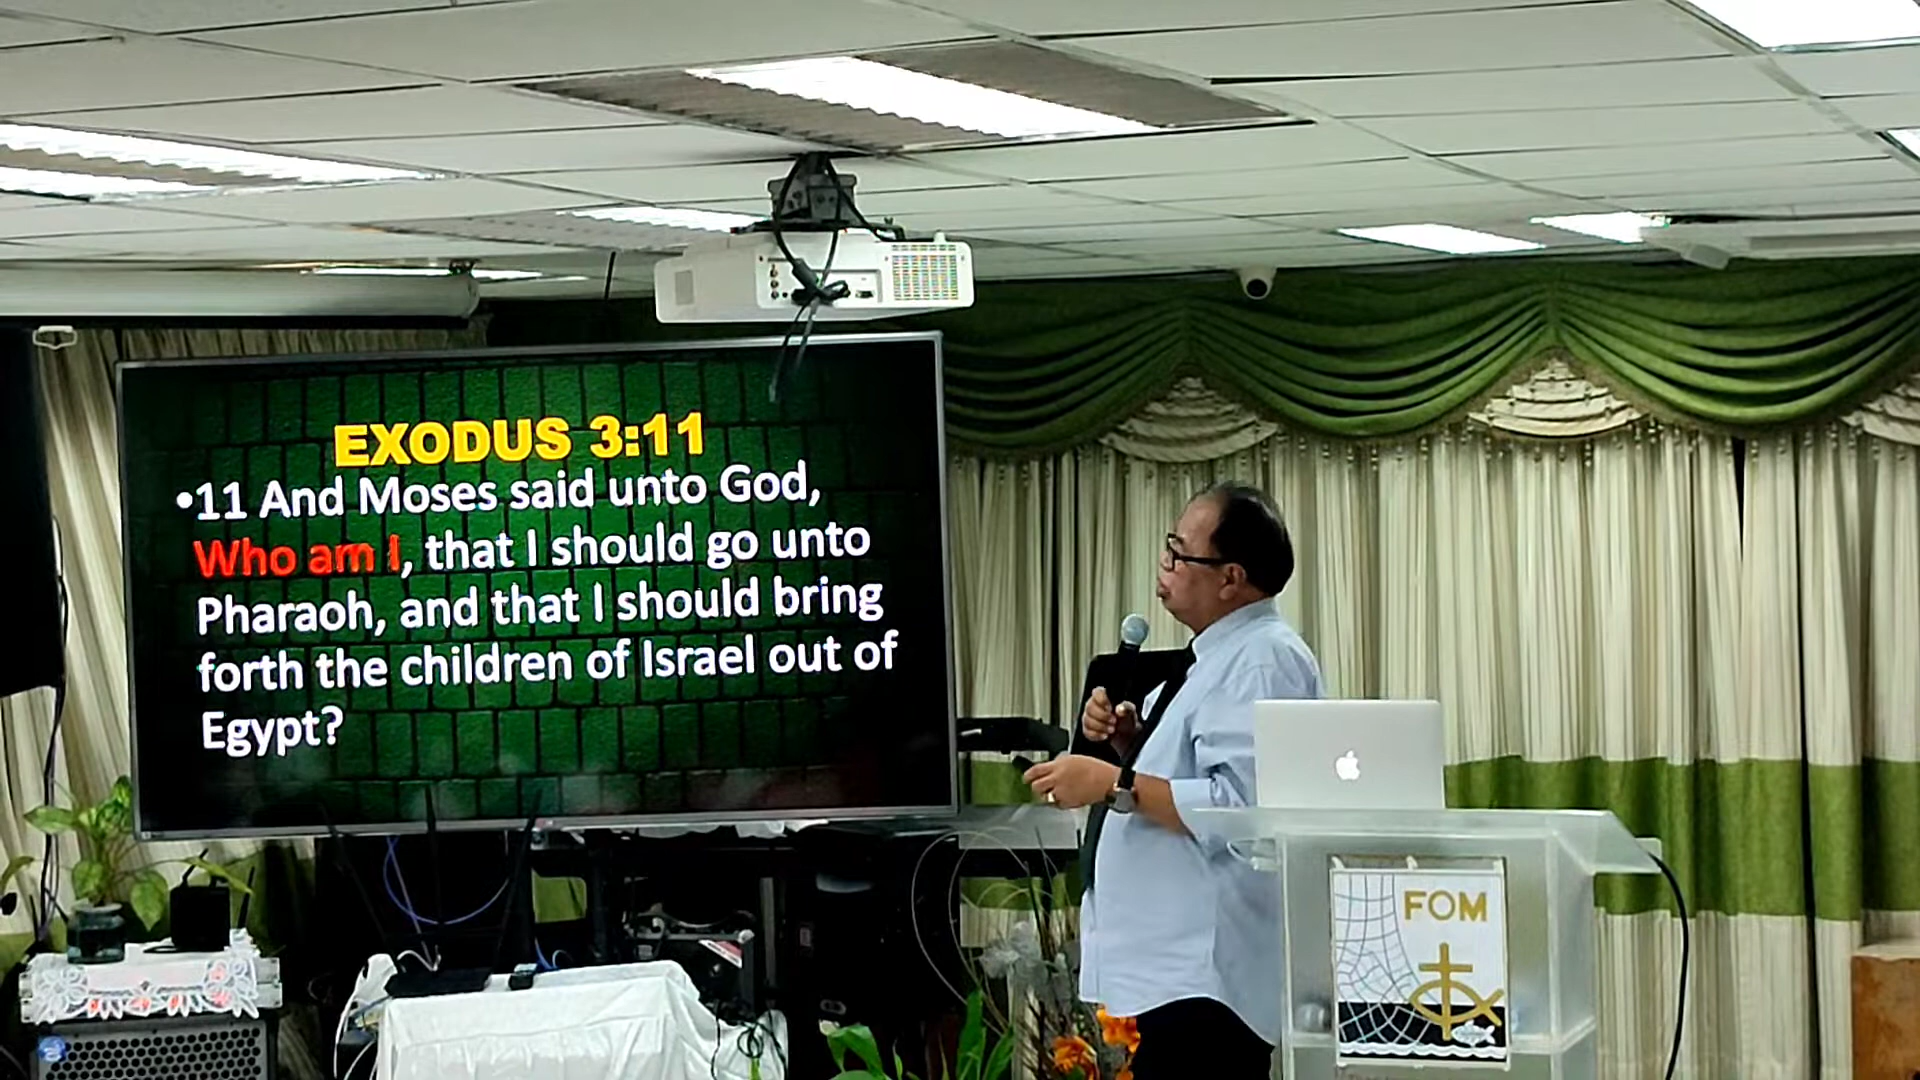 EXODUS 3:11
•11 And Moses said unto God,
Who am I, that I should go unto
Pharaoh, and that I should bring
forth the children of Israel out of
Egypt?
FOM